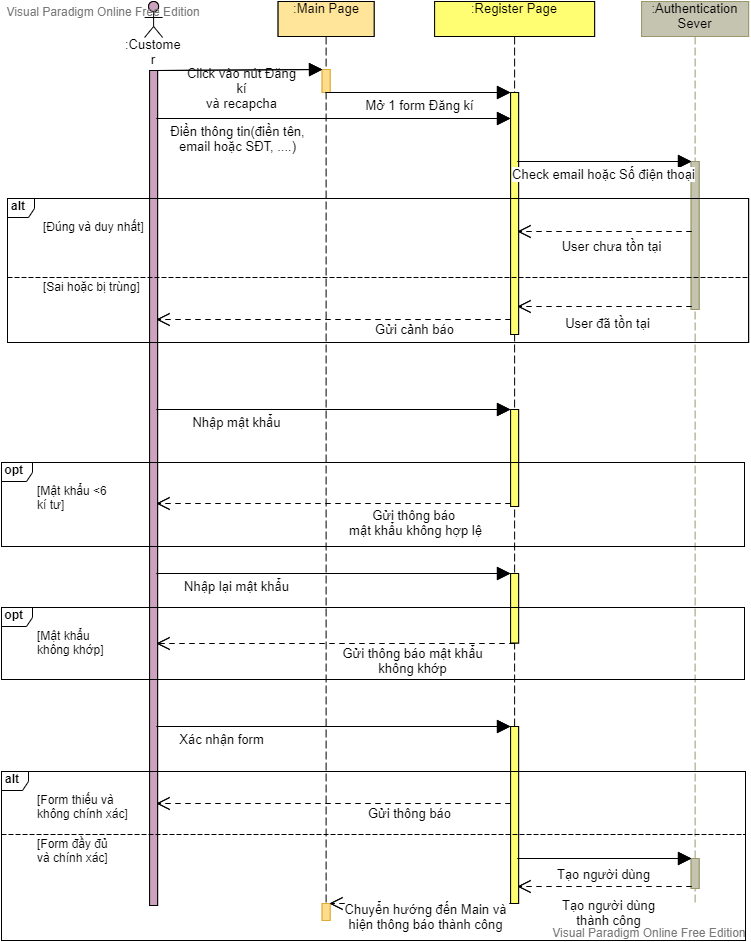 Visual Paradigm Online Free Edition
:Custome
r
:Main Page
:Register Page
:Authentication
Sever
Click vào nút Đăng
kí
và recapcha
Mở 1 form Đăng kí
Điền thông tin(điền tên,
email hoặc SĐT, ....)
Check email hoặc Số điện thoại
alt
[Đúng và duy nhất]
User chưa tồn tại
[Sai hoặc bị trùng]
User đã tồn tại
Gửi cảnh báo
Nhập mật khẩu
opt
[Mật khẩu <6
kí tư]
Gửi thông báo
mật khẩu không hợp lệ
Nhập lại mật khẩu
opt
[Mật khẩu
không khớp]
Gửi thông báo mật khẩu
không khớp
Xác nhận form
alt
[Form thiếu và
không chính xác]
Gửi thông báo
[Form đầy đủ
và chính xác]
Tạo người dùng
Tạo người dùng
thành công
Chuyển hướng đến Main và
hiện thông báo thành công
Visual Paradigm Online Free Edition